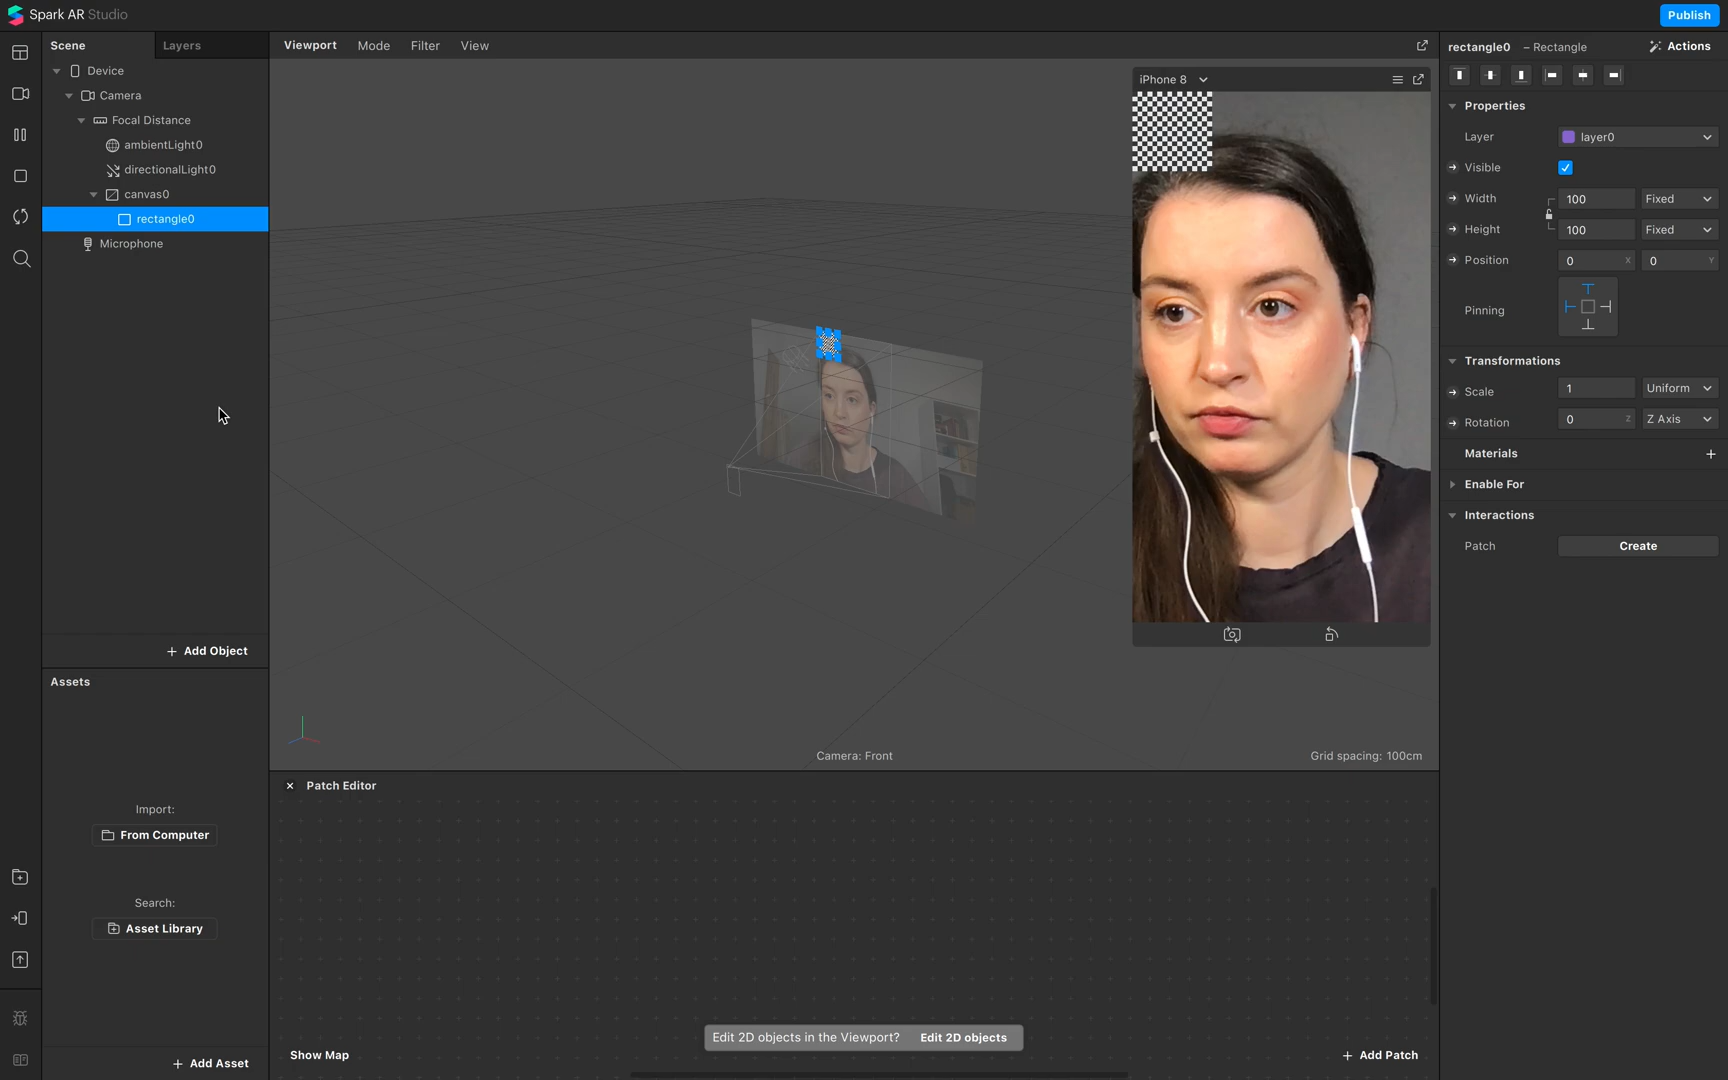 Spark AR Studio
Publish
Scene
Layers
Viewport
Mode
Filter
View
rectangle0 – Rectangle
Actions
Device
Camera
Focal Distance
ambientLight0
directionalLight0
canvas0
rectangle0
Microphone
iPhone 8
Properties
Layer
layer0
Visible
Width
100
Fixed
Height
100
Fixed
Position
0 X
0 Y
Pinning
Transformations
Scale
1
Uniform
Rotation
0 Z
Z Axis
Materials
Enable For
Interactions
Patch
Create
+ Add Object
Assets
Import:
From Computer
Search:
Asset Library
+ Add Asset
Camera: Front
Grid spacing: 100cm
Patch Editor
Edit 2D objects in the Viewport?
Edit 2D objects
Show Map
+ Add Patch